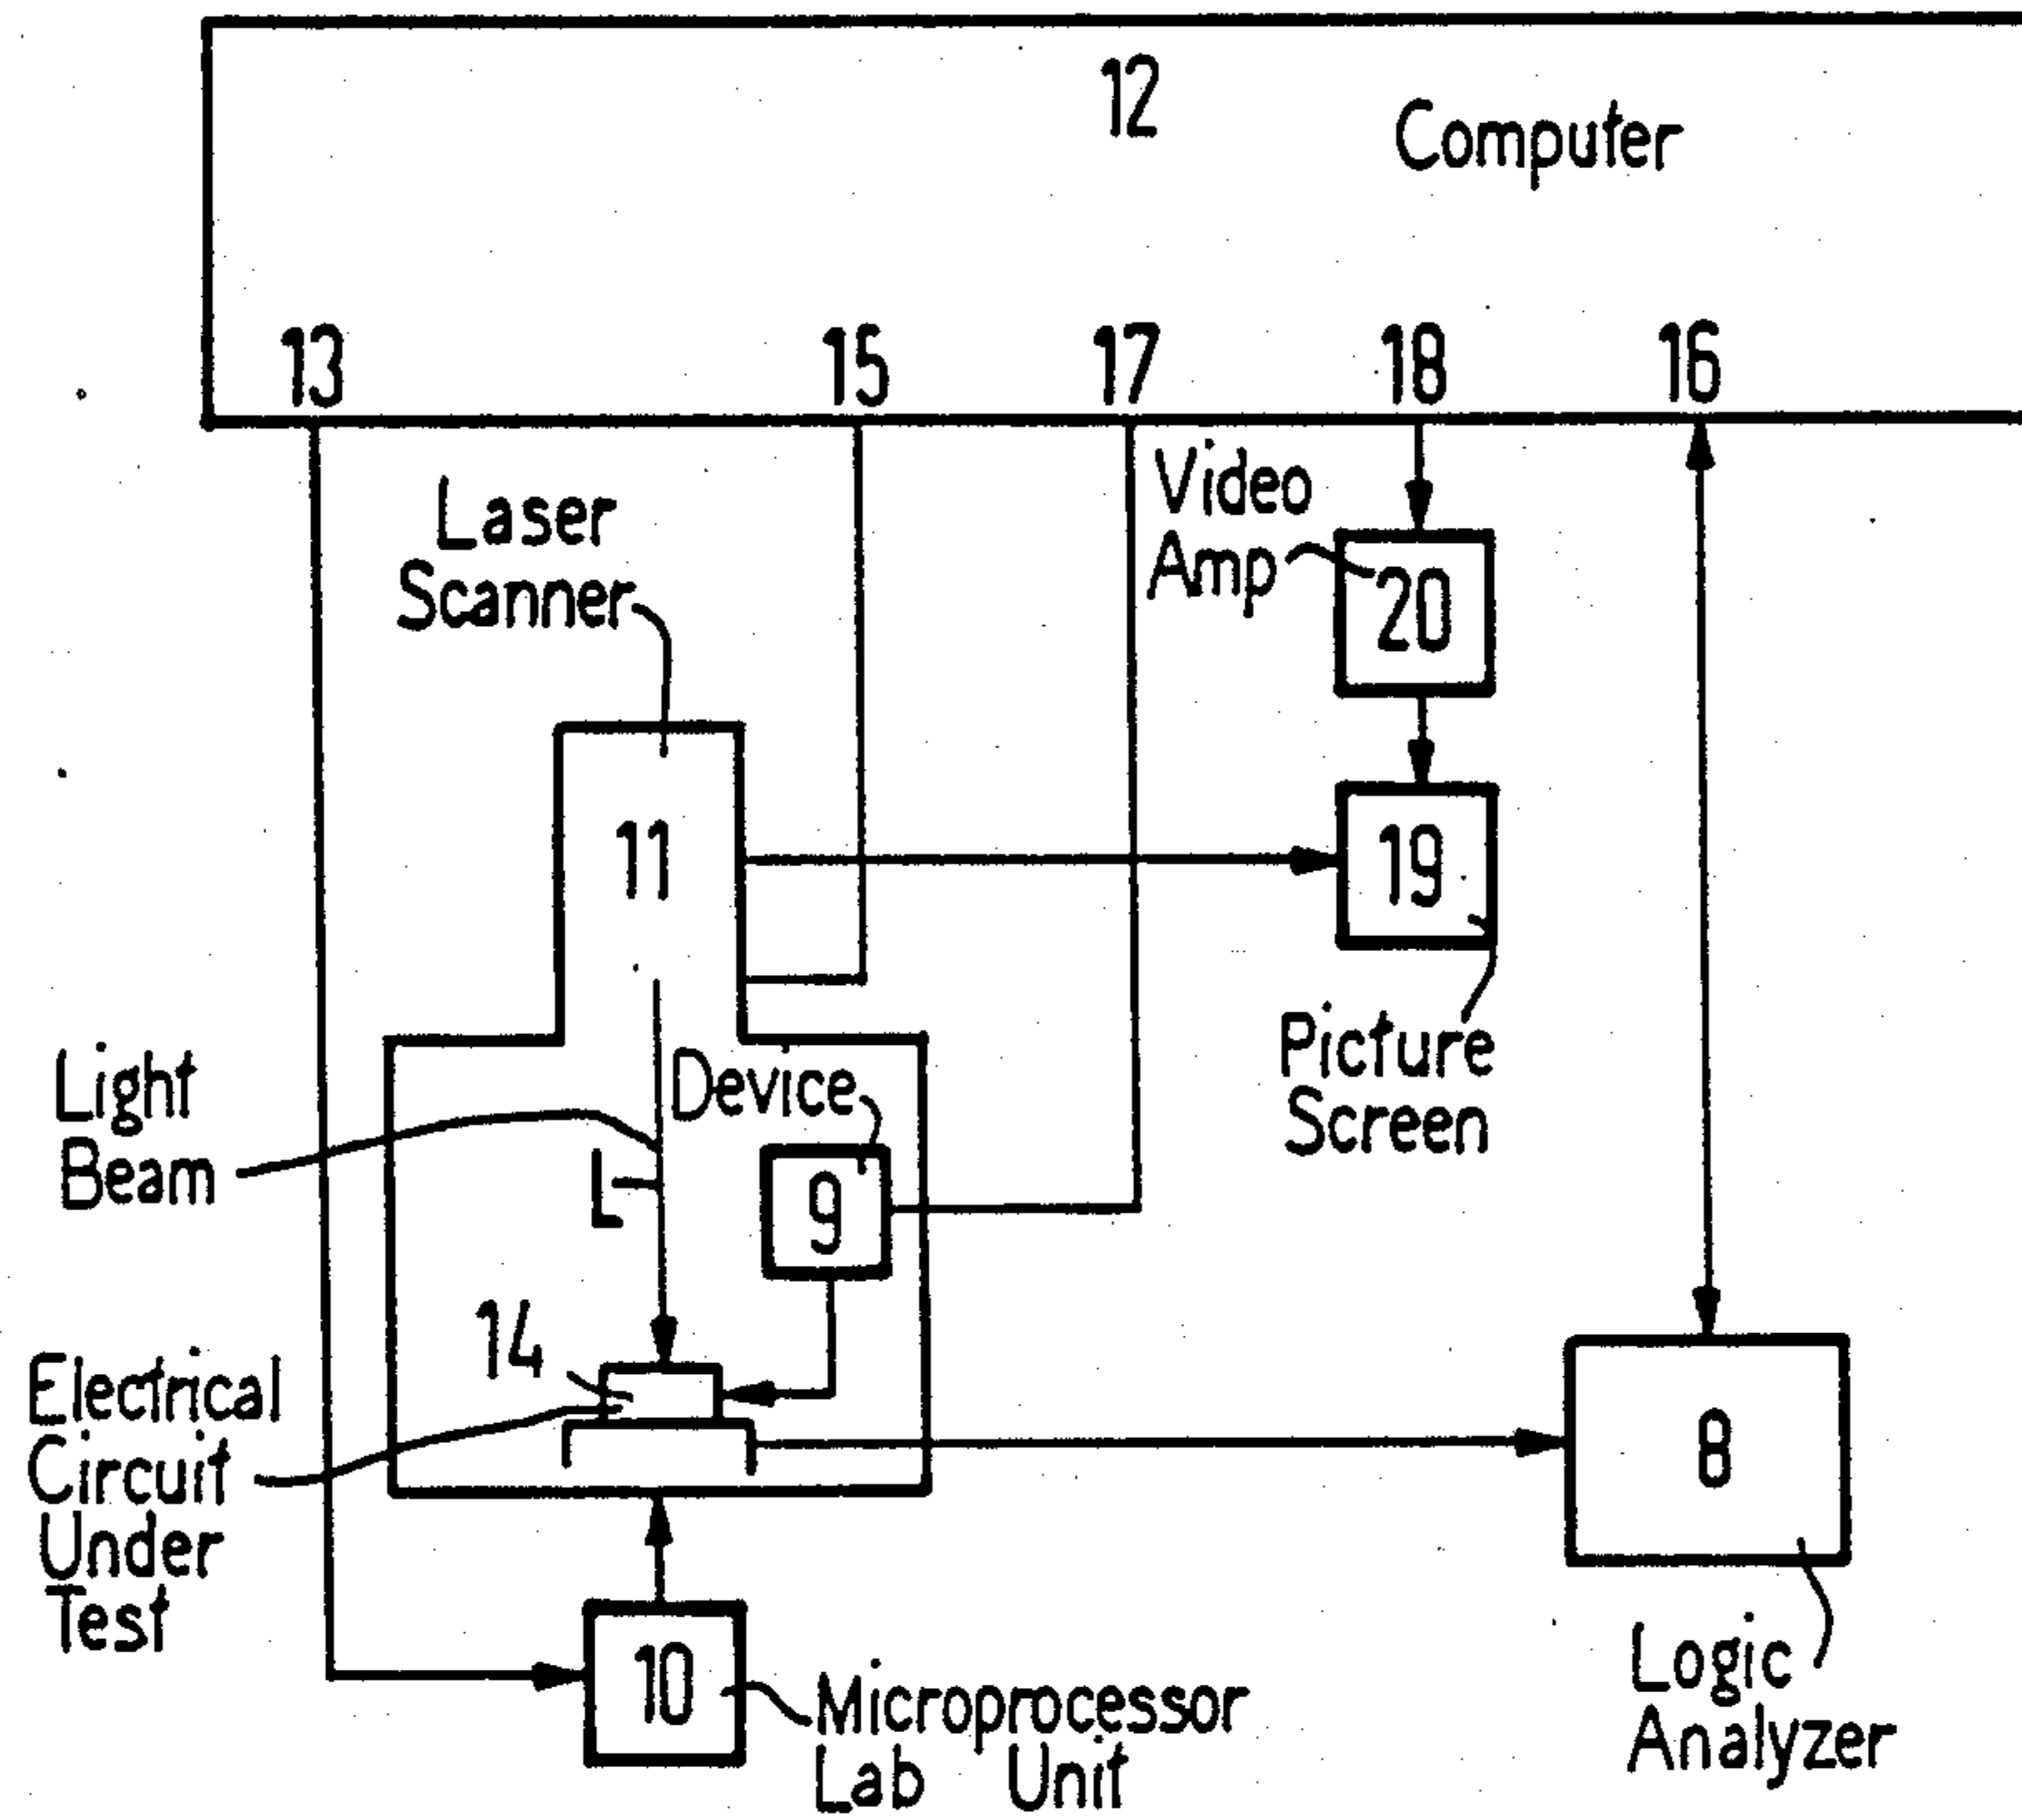 12
Computer
13
15
17
18
16
Laser
Scanner
Video
Amp
20
11
19
Picture
Screen
Light
Beam
L
Device
9
14
Electrical
Circuit
Under
Test
8
10
Microprocessor
Lab Unit
Logic
Analyzer